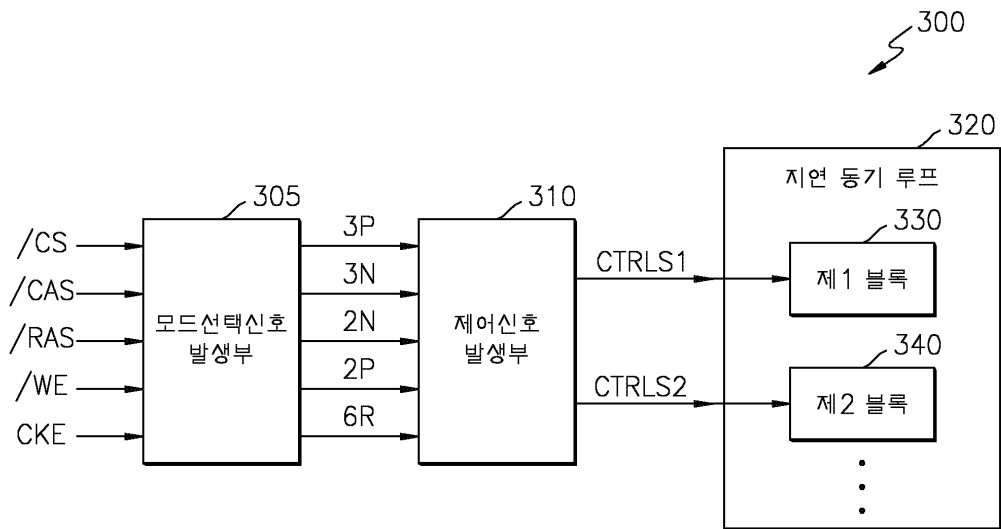 300
320
지연 동기 루프
305
310
330
/CS
3P
CTRLS1
제1 블록
/CAS
3N
모드선택신호
발생부
제어신호
발생부
/RAS
2N
340
/WE
2P
CTRLS2
제2 블록
CKE
6R